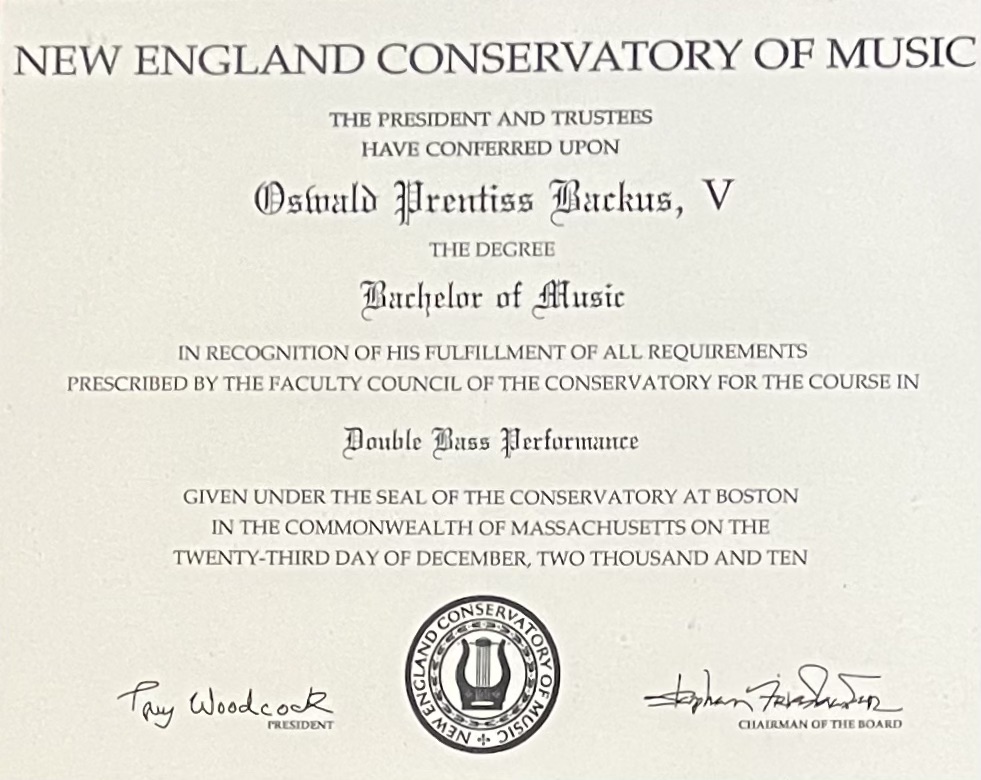 NEW ENGLAND CONSERVATORY OF MUSIC
THE PRESIDENT AND TRUSTEES
HAVE CONFERRED UPON
Oswald Prentiss Backus, V
THE DEGREE
Bachelor of Music
IN RECOGNITION OF HIS FULFILLMENT OF ALL REQUIREMENTS
PRESCRIBED BY THE FACULTY COUNCIL OF THE CONSERVATORY FOR THE COURSE IN
Double Bass Performance
GIVEN UNDER THE SEAL OF THE CONSERVATORY AT BOSTON
IN THE COMMONWEALTH OF MASSACHUSETTS ON THE
TWENTY-THIRD DAY OF DECEMBER, TWO THOUSAND AND TEN
NEW ENGLAND CONSERVATORY OF MUSIC
Tony Woodcock
PRESIDENT
CHAIRMAN OF THE BOARD